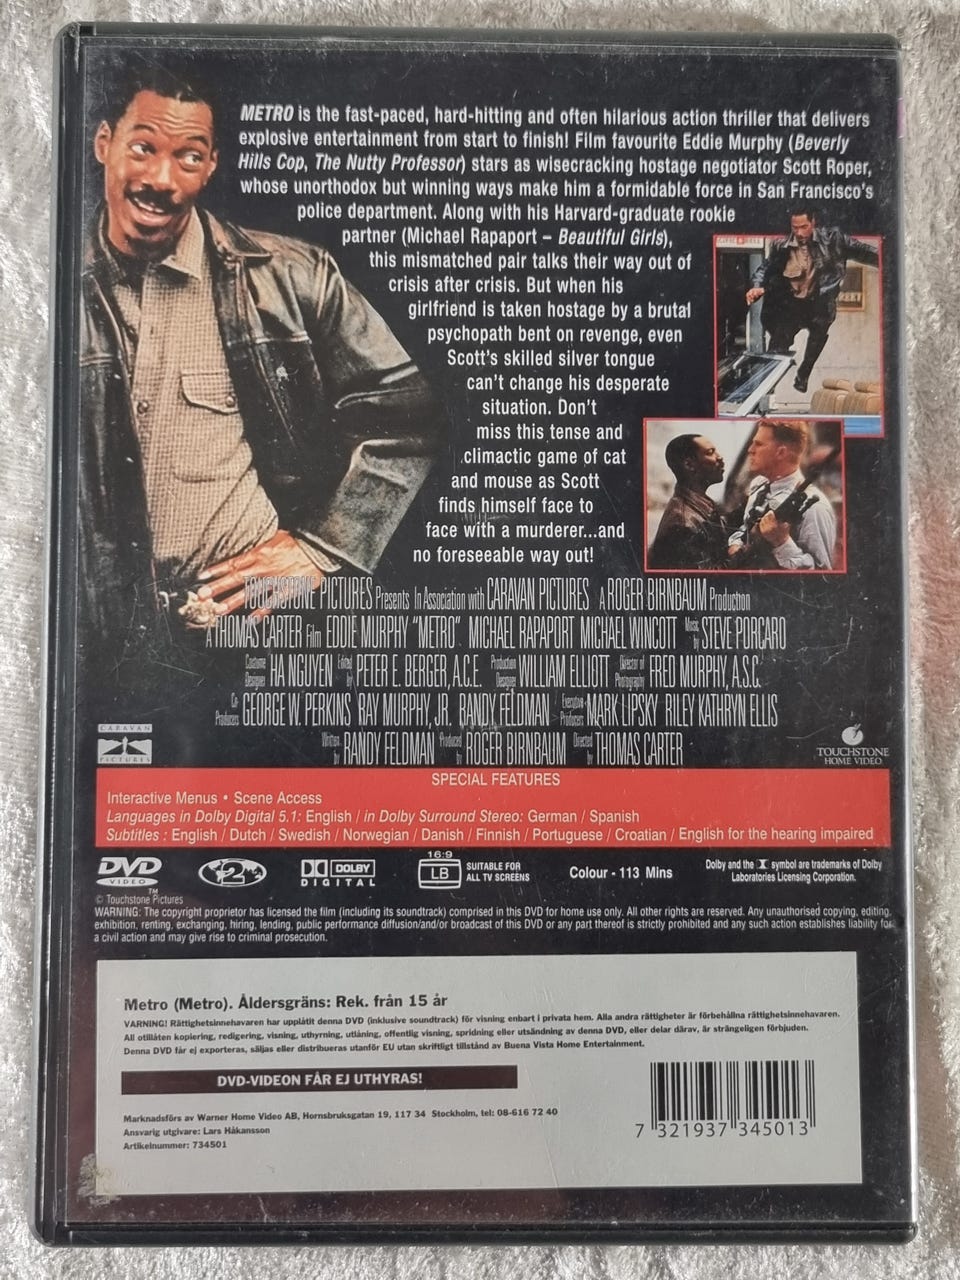 METRO is the fast-paced, hard-hitting and often hilarious action thriller that delivers
explosive entertainment from start to finish! Film favourite Eddie Murphy (Beverly
Hills Cop, The Nutty Professor) stars as wisecracking hostage negotiator Scott Roper,
whose unorthodox but winning ways make him a formidable force in San Francisco's
police department. Along with his Harvard-graduate rookie
partner (Michael Rapaport – Beautiful Girls),
this mismatched pair talks their way out of
crisis after crisis. But when his
girlfriend is taken hostage by a brutal
psychopath bent on revenge, even
Scott's skilled silver tongue
can't change his desperate
situation. Don't
miss this tense and
climactic game of cat
and mouse as Scott
finds himself face to
face with a murderer...and
no foreseeable way out!
TOUCHSTONE PICTURES Presents In Association with CARAVAN PICTURES A ROGER BIRNBAUM Production
A THOMAS CARTER Film EDDIE MURPHY "METRO" MICHAEL RAPAPORT MICHAEL WINCOTT Music by STEVE PORCARO
Costume Designer HA NGUYEN Edited by PETER E. BERGER, A.C.E. Production Designer WILLIAM ELLIOTT Director of Photography FRED MURPHY, A.S.C.
Co-Producers GEORGE W. PERKINS RAY MURPHY, JR. RANDY FELDMAN Executive Producers MARK LIPSKY RILEY KATHRYN ELLIS
Written by RANDY FELDMAN Produced by ROGER BIRNBAUM Directed by THOMAS CARTER
CARAVAN
PICTURES
TOUCHSTONE
HOME VIDEO
SPECIAL FEATURES
Interactive Menus • Scene Access
Languages in Dolby Digital 5.1: English / in Dolby Surround Stereo: German / Spanish
Subtitles : English / Dutch / Swedish / Norwegian / Danish / Finnish / Portuguese / Croatian / English for the hearing impaired
DVD
VIDEO
TM
2
DOLBY
DIGITAL
16:9
LB
SUITABLE FOR
ALL TV SCREENS
Colour - 113 Mins
Dolby and the symbol are trademarks of Dolby
Laboratories Licensing Corporation.
© Touchstone Pictures
WARNING: The copyright proprietor has licensed the film (including its soundtrack) comprised in this DVD for home use only. All other rights are reserved. Any unauthorised copying, editing,
exhibition, renting, exchanging, hiring, lending, public performance diffusion/and/or broadcast of this DVD or any part thereof is strictly prohibited and any such action establishes liability for
a civil action and may give rise to criminal prosecution.
Metro (Metro). Åldersgräns: Rek. från 15 år
VARNING! Rättighetsinnehavaren har upplåtit denna DVD (inklusive soundtrack) för visning enbart i privata hem. Alla andra rättigheter är förbehållna rättighetsinnehavaren.
All otillåten kopiering, redigering, visning, uthyrning, utlåning, offentlig visning, spridning eller utsändning av denna DVD, eller delar därav, är strängeligen förbjuden.
Denna DVD får ej exporteras, säljas eller distribueras utanför EU utan skriftligt tillstånd av Buena Vista Home Entertainment.
DVD-VIDEON FÅR EJ UTHYRAS!
Marknadsförs av Warner Home Video AB, Hornsbruksgatan 19, 117 34 Stockholm, tel: 08-616 72 40
Ansvarig utgivare: Lars Håkansson
Artikelnummer: 734501
7 321937 345013